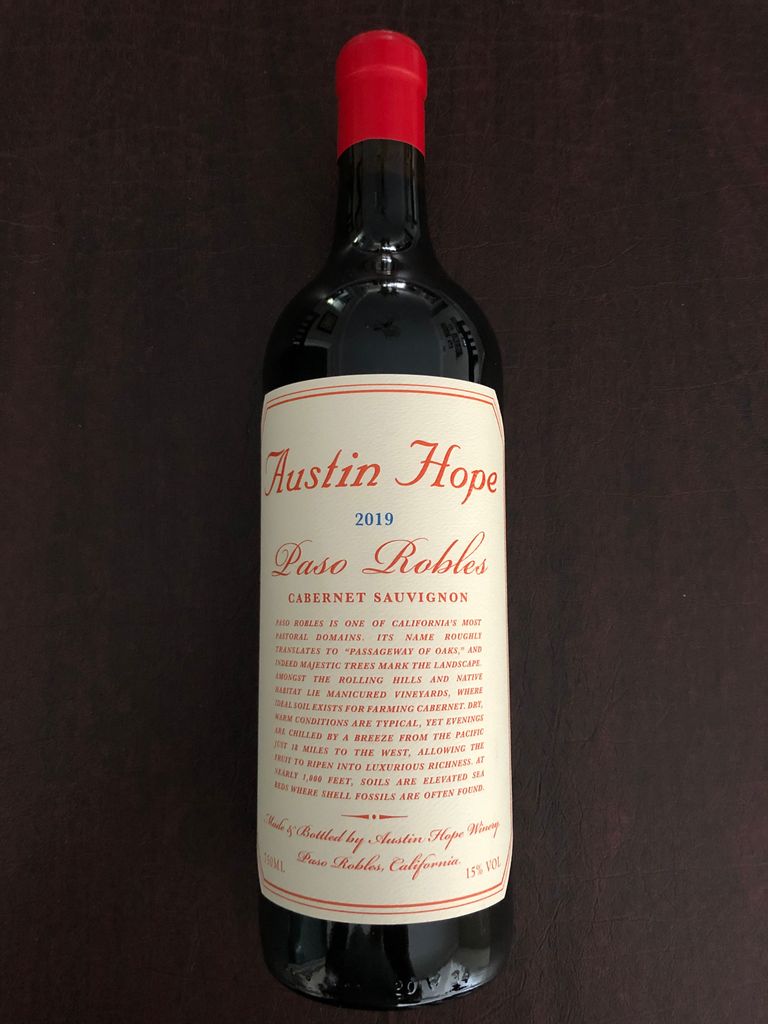 Austin Hope
2019
Paso Robles
CABERNET SAUVIGNON
PASO ROBLES IS ONE OF CALIFORNIA'S MOST
PASTORAL DOMAINS. ITS NAME ROUGHLY
TRANSLATES TO "PASSAGEWAY OF OAKS," AND
INDEED MAJESTIC TREES MARK THE LANDSCAPE.
AMONGST THE ROLLING HILLS AND NATIVE
HABITAT LIE MANICURED VINEYARDS, WHERE
IDEAL SOIL EXISTS FOR FARMING CABERNET. DRY,
WARM CONDITIONS ARE TYPICAL, YET EVENINGS
ARE CHILLED BY A BREEZE FROM THE PACIFIC
JUST 18 MILES TO THE WEST, ALLOWING THE
FRUIT TO RIPEN INTO LUXURIOUS RICHNESS. AT
NEARLY 1,000 FEET, SOILS ARE ELEVATED SEA
BEDS WHERE SHELL FOSSILS ARE OFTEN FOUND.
Made & Bottled by Austin Hope Winery
Paso Robles, California
750ML
15% VOL